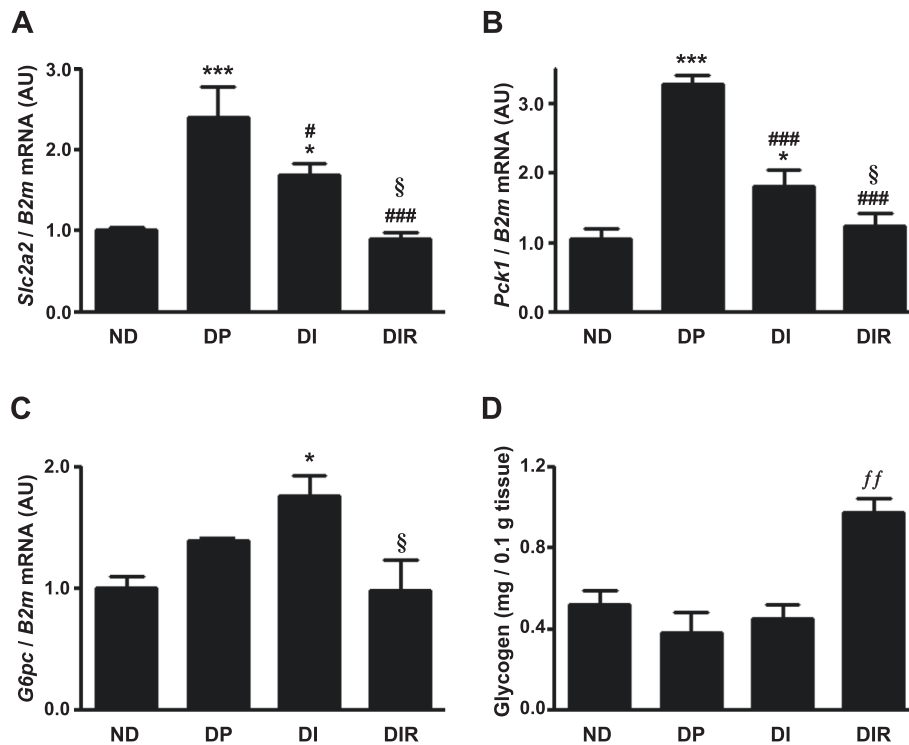 A
Slc2a2 / B2m mRNA (AU)
3.0
2.0
1.0
0.0
***
#
*
§
###
ND DP DI DIR
B
Pck1 / B2m mRNA (AU)
3.0
2.0
1.0
0.0
***
###
*
§
###
ND DP DI DIR
C
G6pc / B2m mRNA (AU)
2.0
1.0
0.0
*
§
ND DP DI DIR
D
Glycogen (mg / 0.1 g tissue)
1.2
0.8
0.4
0.0
ƒƒ
ND DP DI DIR